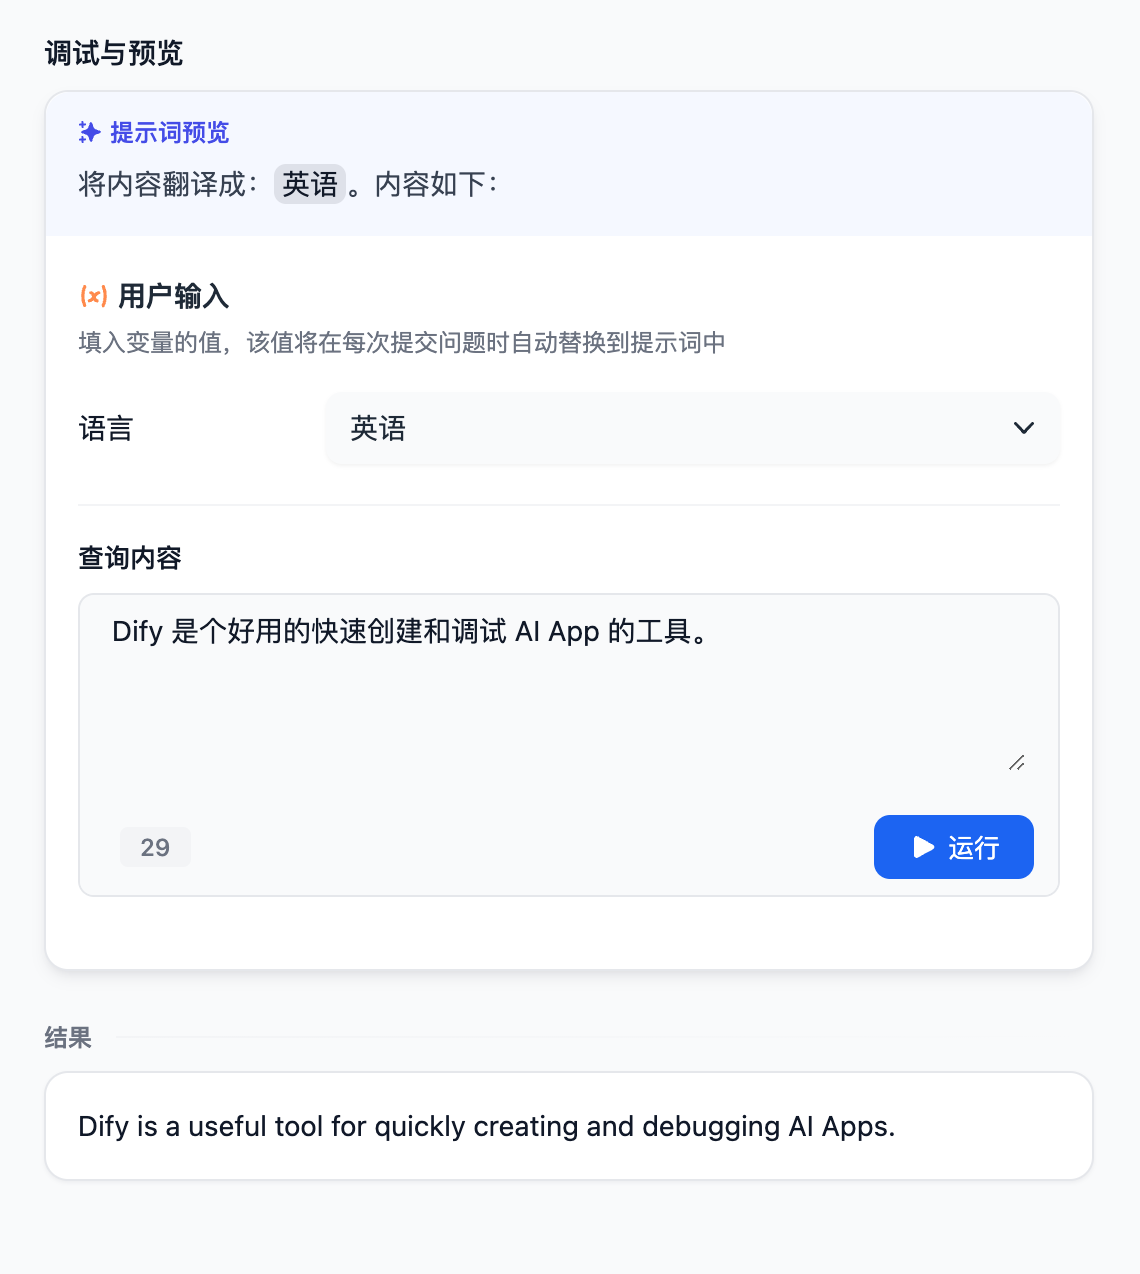 调试与预览
提示词预览
将内容翻译成：英语。内容如下：
(x) 用户输入
填入变量的值，该值将在每次提交问题时自动替换到提示词中
语言
英语
查询内容
Dify 是个好用的快速创建和调试 AI App 的工具。
29
运行
结果
Dify is a useful tool for quickly creating and debugging AI Apps.